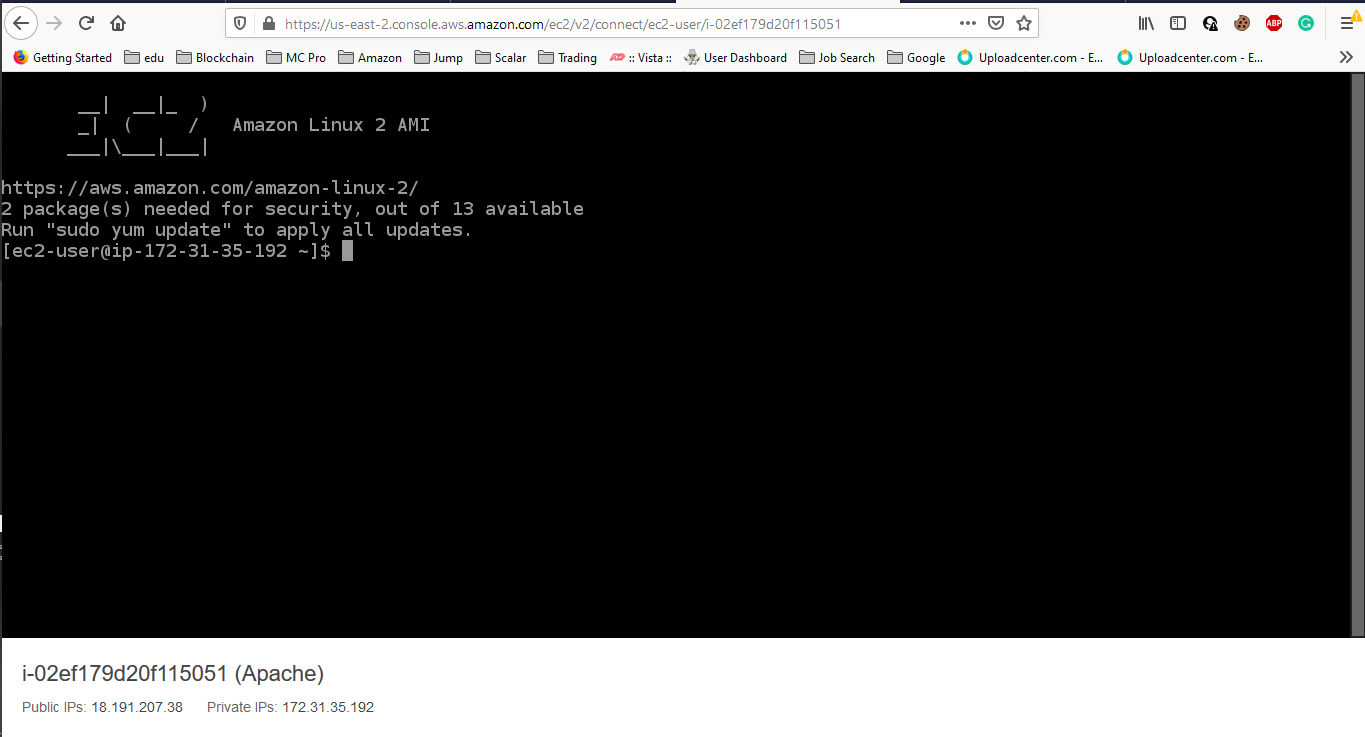 https://us-east-2.console.aws.amazon.com/ec2/v2/connect/ec2-user/i-02ef179d20f115051
ABP
Getting Started edu Blockchain MC Pro Amazon Jump Scalar Trading :: Vista :: User Dashboard Job Search Google Uploadcenter.com - E... Uploadcenter.com - E...
       __|  __|_  )
       _|  (     /   Amazon Linux 2 AMI
      ___|\___|___|
https://aws.amazon.com/amazon-linux-2/
2 package(s) needed for security, out of 13 available
Run "sudo yum update" to apply all updates.
[ec2-user@ip-172-31-35-192 ~]$
i-02ef179d20f115051 (Apache)
Public IPs: 18.191.207.38 Private IPs: 172.31.35.192